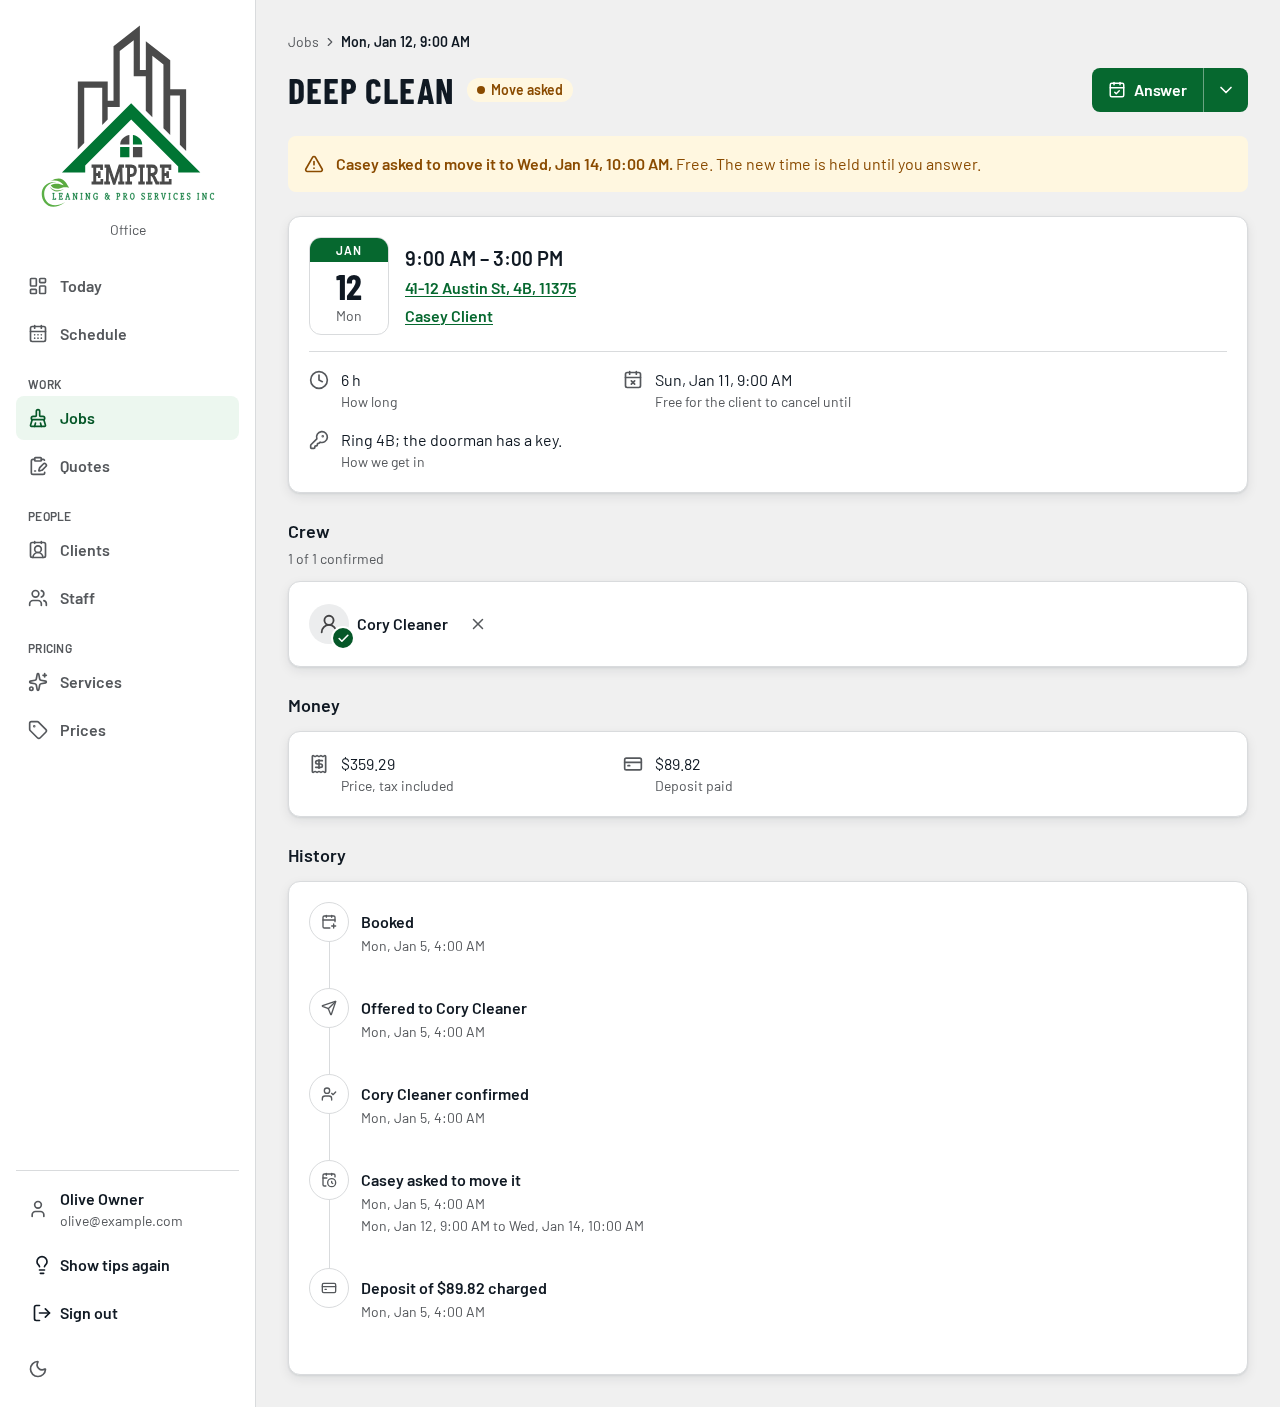 EMPIRE
LEANING & PRO SERVICES INC
Office
Today
Schedule
WORK
Jobs
Quotes
PEOPLE
Clients
Staff
PRICING
Services
Prices
Olive Owner
olive@example.com
Show tips again
Sign out
Jobs > Mon, Jan 12, 9:00 AM
DEEP CLEAN
Move asked
Answer
Casey asked to move it to Wed, Jan 14, 10:00 AM. Free. The new time is held until you answer.
JAN
12
Mon
9:00 AM – 3:00 PM
41-12 Austin St, 4B, 11375
Casey Client
6 h
How long
Sun, Jan 11, 9:00 AM
Free for the client to cancel until
Ring 4B; the doorman has a key.
How we get in
Crew
1 of 1 confirmed
Cory Cleaner
Money
$359.29
Price, tax included
$89.82
Deposit paid
History
Booked
Mon, Jan 5, 4:00 AM
Offered to Cory Cleaner
Mon, Jan 5, 4:00 AM
Cory Cleaner confirmed
Mon, Jan 5, 4:00 AM
Casey asked to move it
Mon, Jan 5, 4:00 AM
Mon, Jan 12, 9:00 AM to Wed, Jan 14, 10:00 AM
Deposit of $89.82 charged
Mon, Jan 5, 4:00 AM